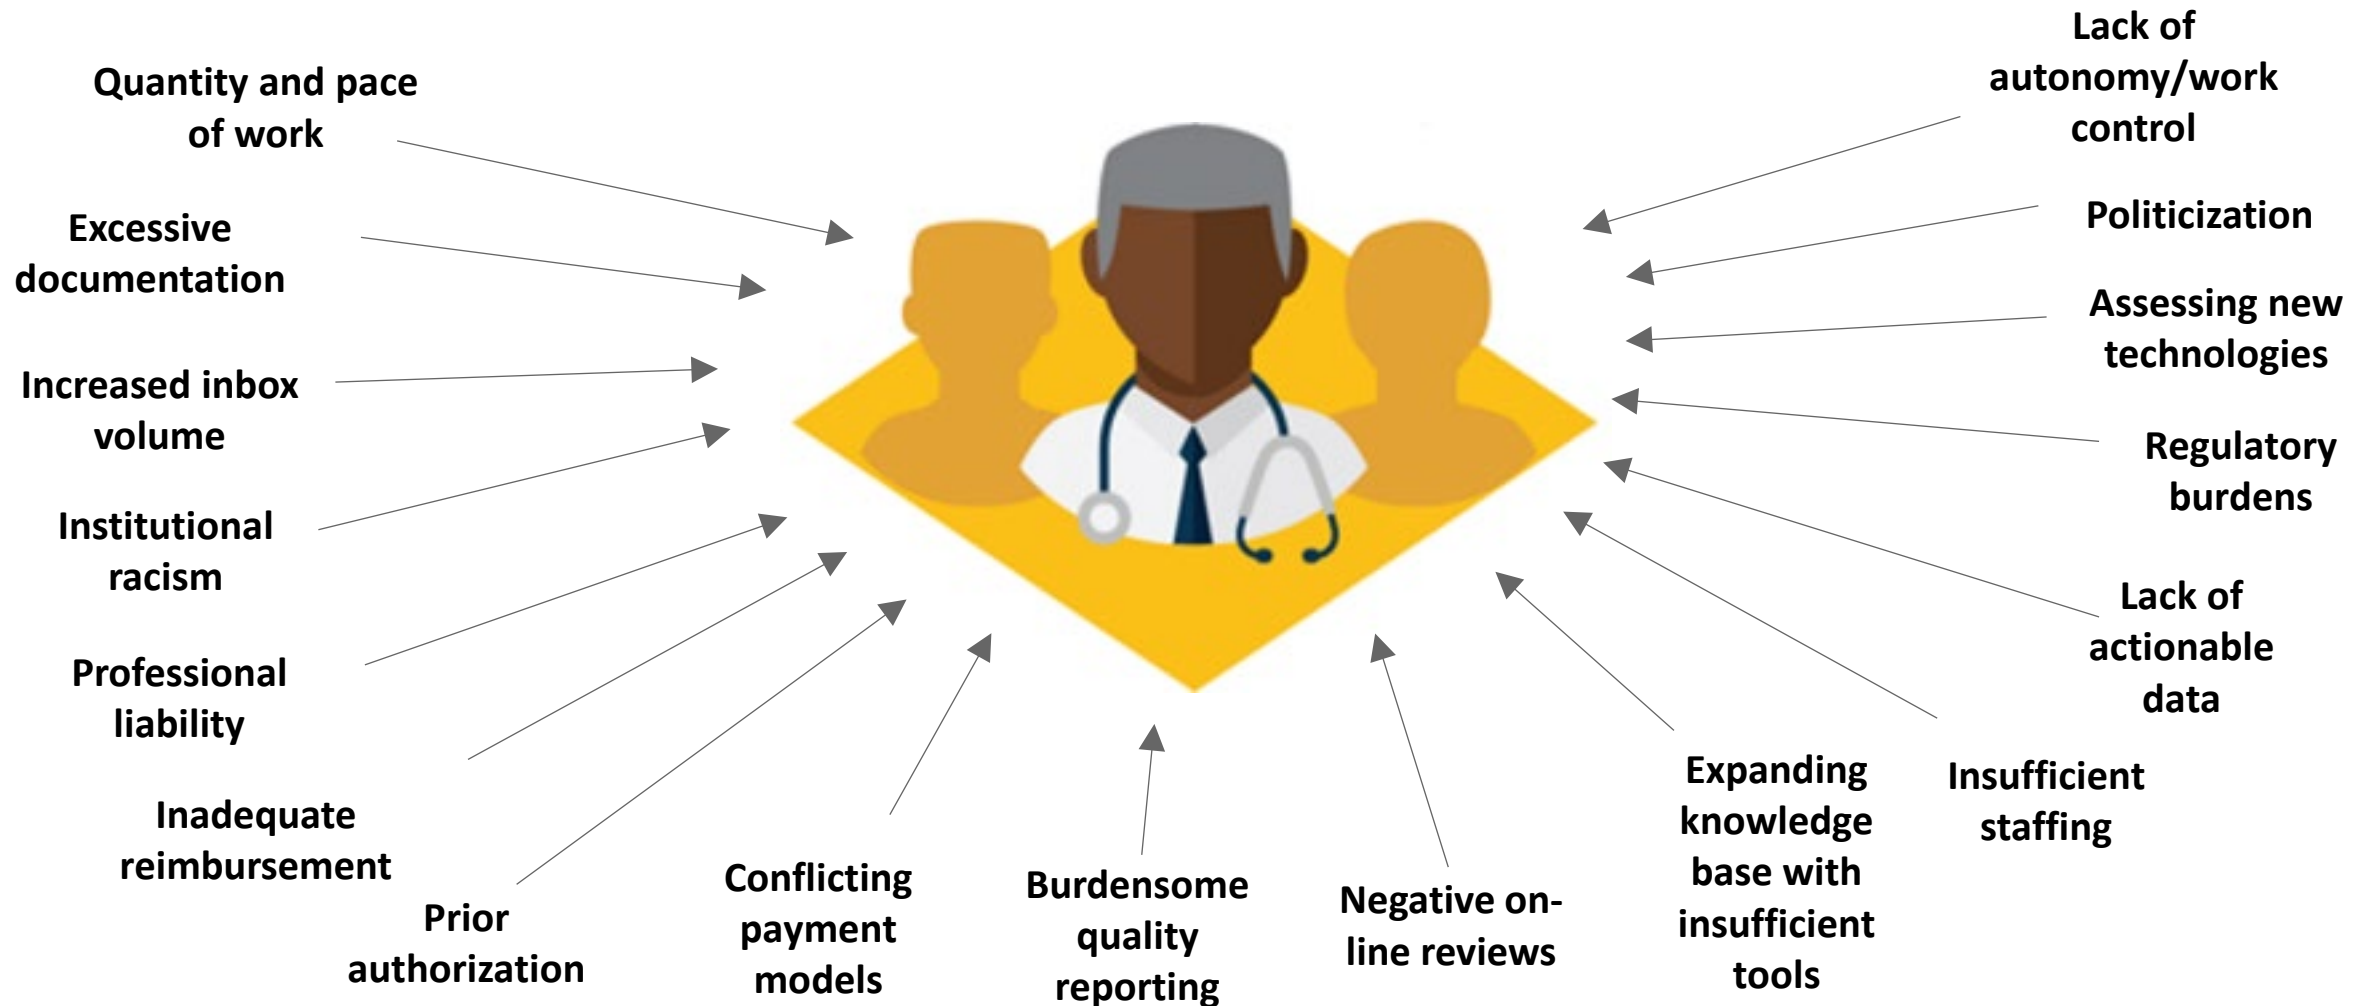 Quantity and pace
of work
Excessive
documentation
Increased inbox
volume
Institutional
racism
Professional
liability
Inadequate
reimbursement
Prior
authorization
Conflicting
payment
models
Burdensome
quality
reporting
Negative on-
line reviews
Expanding
knowledge
base with
insufficient
tools
Insufficient
staffing
Lack of
actionable
data
Regulatory
burdens
Assessing new
technologies
Politicization
Lack of
autonomy/work
control